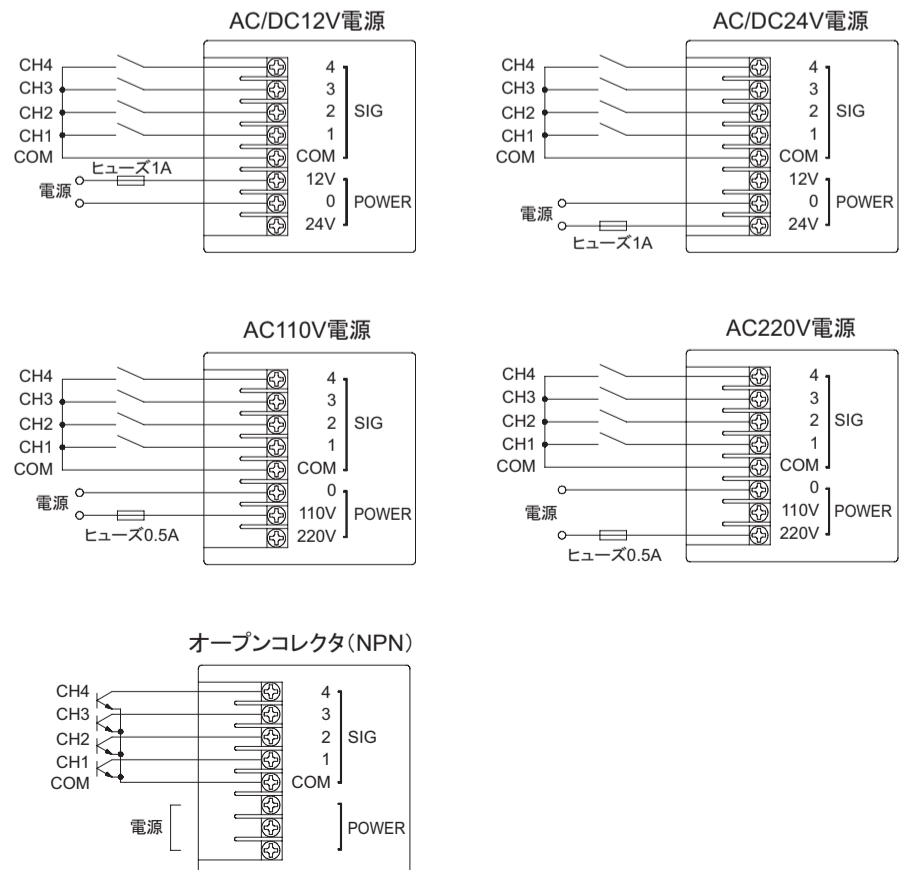 AC/DC12V電源
CH4
CH3
CH2
CH1
COM
ヒューズ1A
電源
4
3
2
1
COM
12V
0
24V
SIG
POWER
AC/DC24V電源
CH4
CH3
CH2
CH1
COM
電源
ヒューズ1A
4
3
2
1
COM
12V
0
24V
SIG
POWER
AC110V電源
CH4
CH3
CH2
CH1
COM
電源
ヒューズ0.5A
4
3
2
1
COM
0
110V
220V
SIG
POWER
AC220V電源
CH4
CH3
CH2
CH1
COM
電源
ヒューズ0.5A
4
3
2
1
COM
0
110V
220V
SIG
POWER
オープンコレクタ(NPN)
CH4
CH3
CH2
CH1
COM
電源
4
3
2
1
COM
SIG
POWER